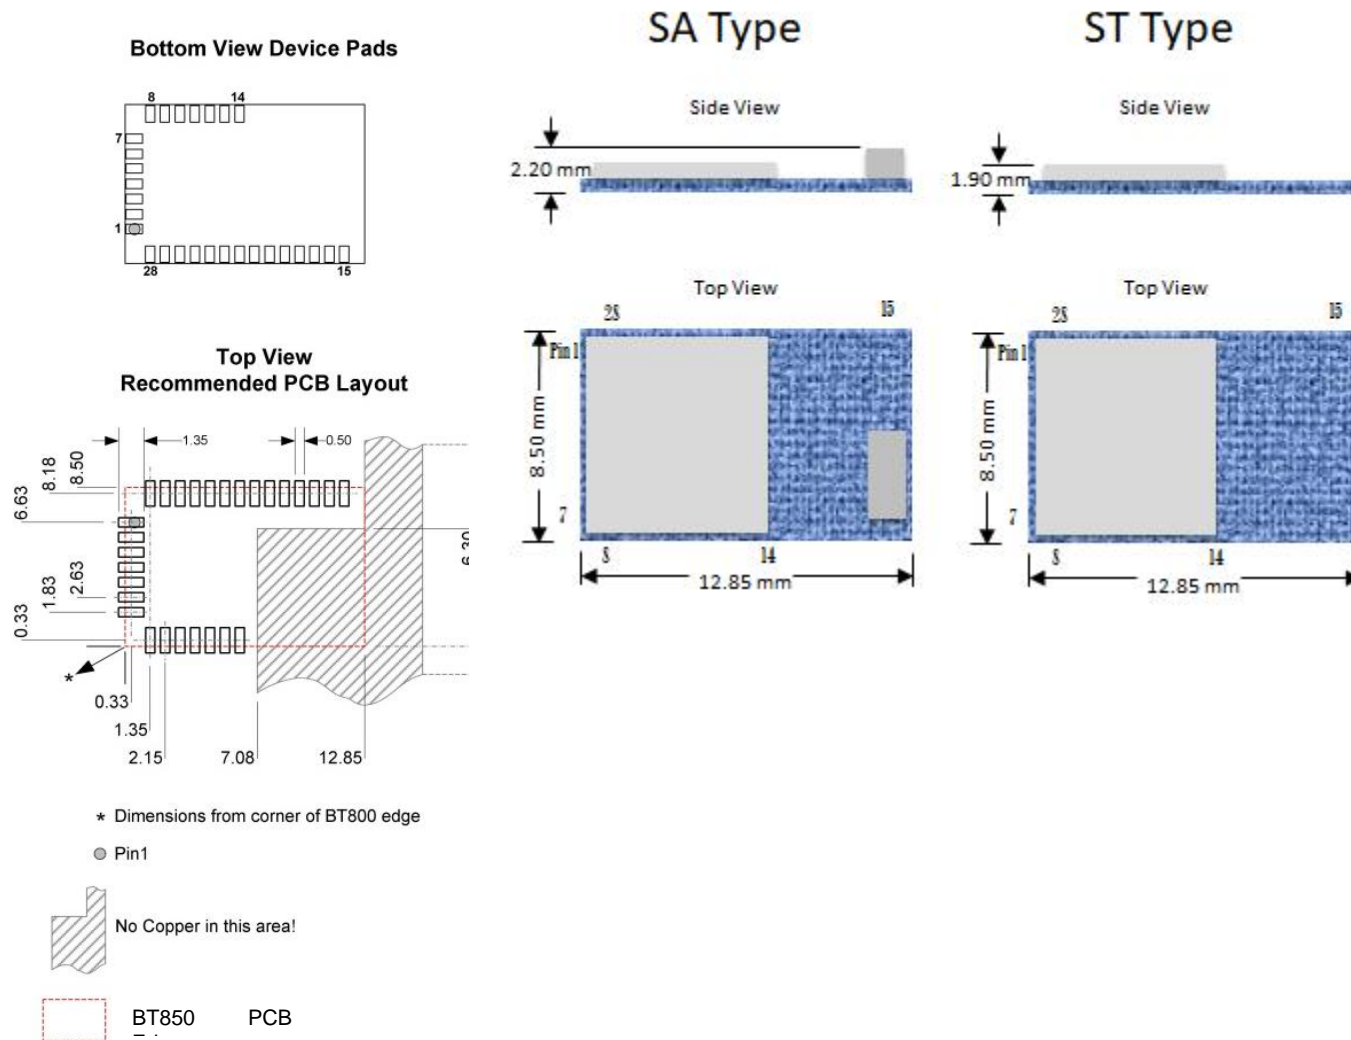 Bottom View Device Pads
8
14
7
1
28
15
Top View
Recommended PCB Layout
1.35
0.50
8.50
8.18
6.63
2.63
1.83
0.33
6.30
*
0.33
1.35
2.15
7.08
12.85
* Dimensions from corner of BT800 edge
Pin1
No Copper in this area!
BT850 PCB
SA Type
Side View
2.20 mm
Top View
28
15
Pin 1
8.50 mm
7
8
14
12.85 mm
ST Type
Side View
1.90 mm
Top View
28
15
Pin 1
8.50 mm
7
8
14
12.85 mm